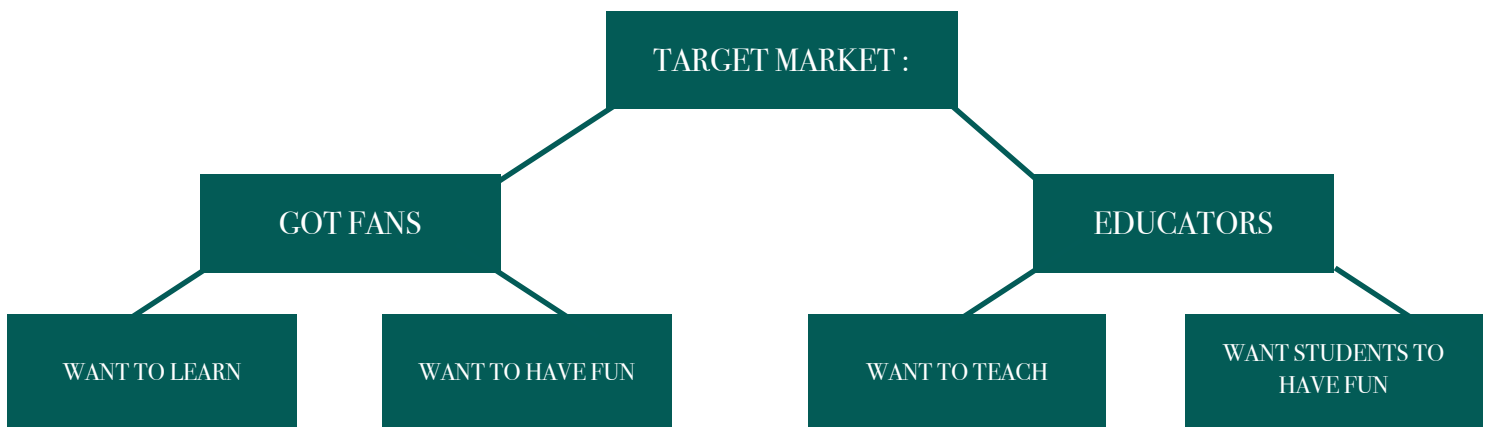 TARGET MARKET :
GOT FANS
EDUCATORS
WANT TO LEARN
WANT TO HAVE FUN
WANT TO TEACH
WANT STUDENTS TO
HAVE FUN